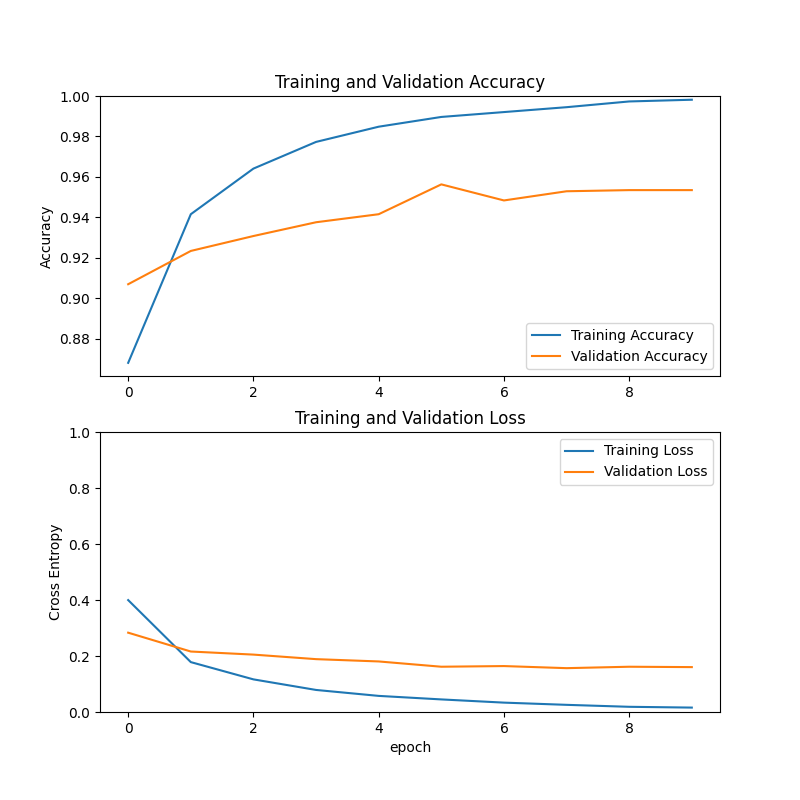 Training and Validation Accuracy
1.00
0.98
0.96
0.94
0.92
0.90
0.88
Accuracy
Training Accuracy
Validation Accuracy
0 2 4 6 8
Training and Validation Loss
1.0
0.8
0.6
0.4
0.2
0.0
Cross Entropy
Training Loss
Validation Loss
0 2 4 6 8
epoch